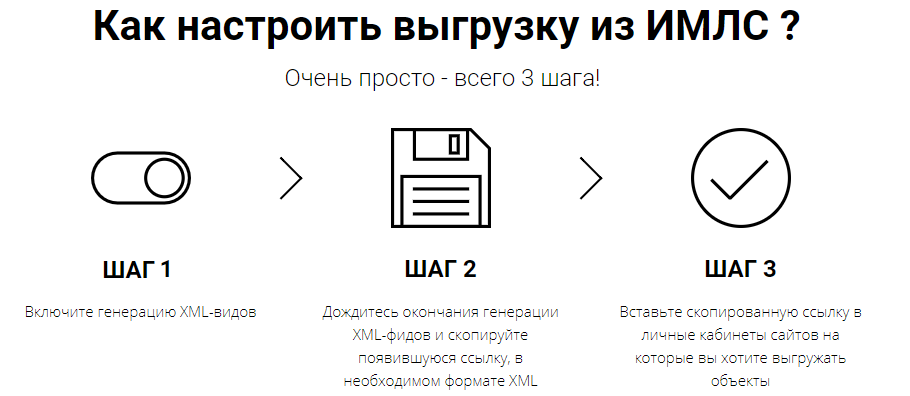 Как настроить выгрузку из ИМЛС ?
Очень просто - всего 3 шага!
ШАГ 1
Включите генерацию XML-видов
ШАГ 2
Дождитесь окончания генерации
XML-фидов и скопируйте
появившуюся ссылку, в
необходимом формате XML
ШАГ 3
Вставьте скопированную ссылку в
личные кабинеты сайтов на
которые вы хотите выгружать
объекты